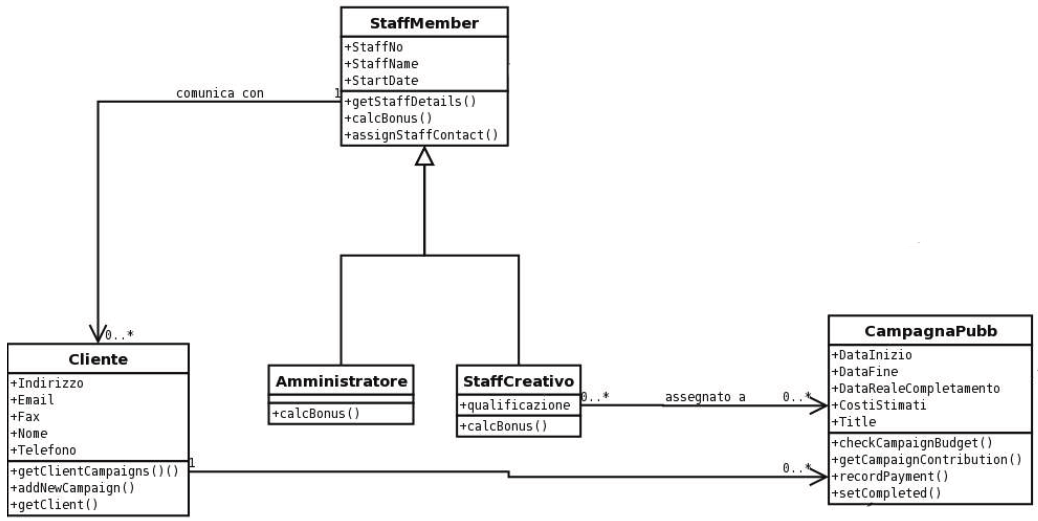 StaffMember
+StaffNo
+StaffName
+StartDate
+getStaffDetails()
+calcBonus()
+assignStaffContact()
comunica con
1
0..*
Cliente
+Indirizzo
+Email
+Fax
+Nome
+Telefono
+getClientCampaigns()()
+addNewCampaign()
+getClient()
Amministratore
+calcBonus()
StaffCreativo
+qualificazione
+calcBonus()
0..*
assegnato a
0..*
CampagnaPubb
+DataInizio
+DataFine
+DataRealeCompletamento
+CostiStimati
+Title
+checkCampaignBudget()
+getCampaignContribution()
+recordPayment()
+setCompleted()
1
0..*